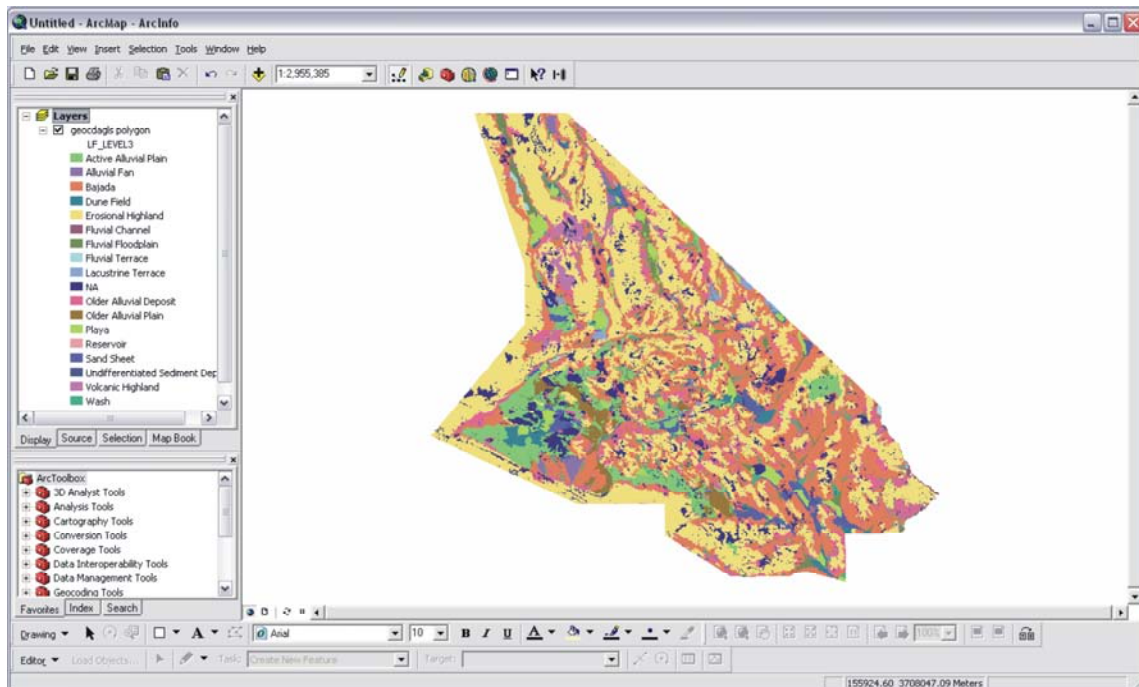 Untitled - ArcMap - ArcInfo
File Edit View Insert Selection Tools Window Help
1:2,955,385
Layers
geocdagls polygon
LF_LEVEL3
Active Alluvial Plain
Alluvial Fan
Bajada
Dune Field
Erosional Highland
Fluvial Channel
Fluvial Floodplain
Fluvial Terrace
Lacustrine Terrace
NA
Older Alluvial Deposit
Older Alluvial Plain
Playa
Reservoir
Sand Sheet
Undifferentiated Sediment Dep
Volcanic Highland
Wash
Display Source Selection Map Book
ArcToolbox
3D Analyst Tools
Analysis Tools
Cartography Tools
Conversion Tools
Coverage Tools
Data Interoperability Tools
Data Management Tools
Geocoding Tools
Favorites Index Search
Drawing A Arial 10 B I U A 100%
Editor Load Objects... Task: Create New Feature Target:
155924.60 3708047.09 Meters